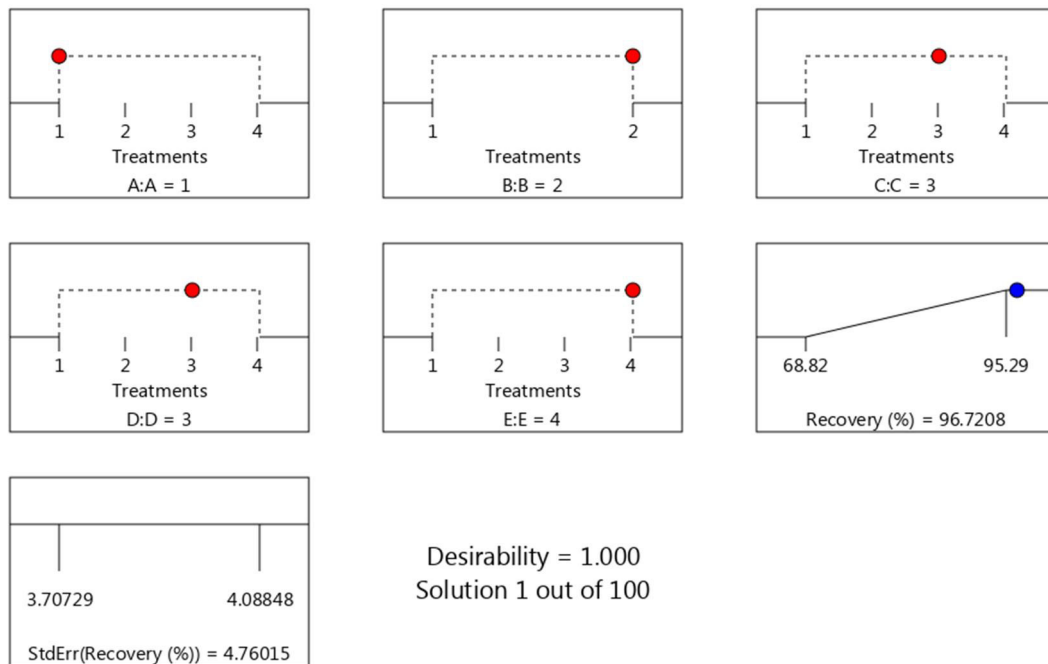 1 2 3 4
Treatments
A:A = 1
1 2
Treatments
B:B = 2
1 2 3 4
Treatments
C:C = 3
1 2 3 4
Treatments
D:D = 3
1 2 3 4
Treatments
E:E = 4
68.82 95.29
Recovery (%) = 96.7208
3.70729 4.08848
StdErr(Recovery (%)) = 4.76015
Desirability = 1.000
Solution 1 out of 100